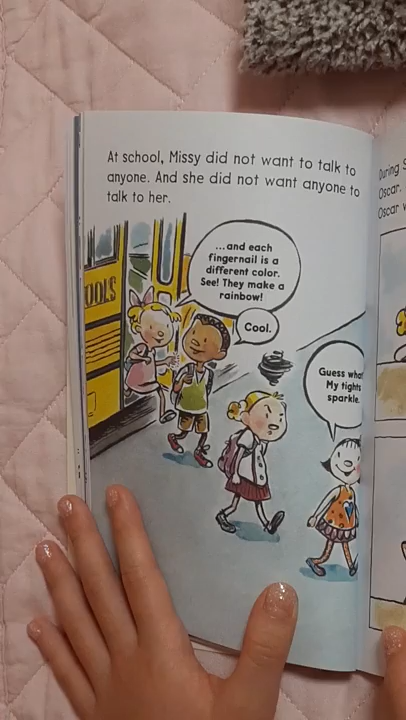 At school, Missy did not want to talk to
anyone. And she did not want anyone to
talk to her.
...and each
fingernail is a
different color.
See! They make a
rainbow!
OOLS
Cool.
Guess what
My tights
sparkle.
During
Oscar.
Oscar